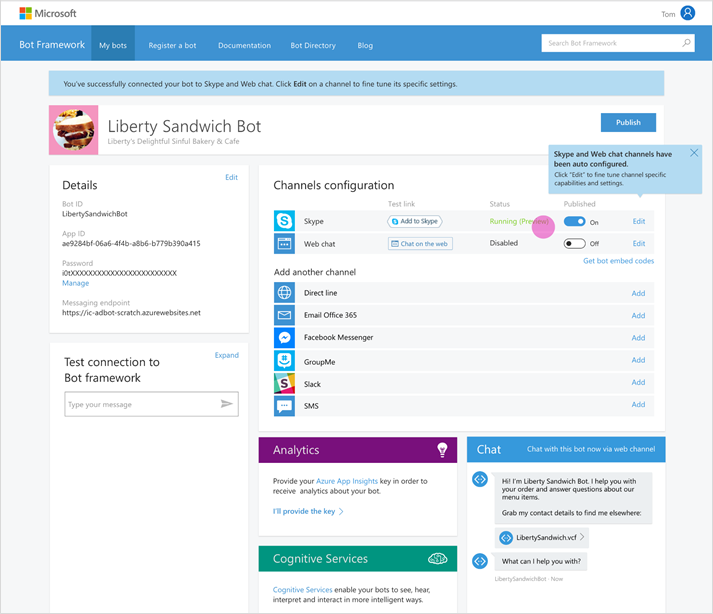 Microsoft
Tom
Bot Framework
My bots
Register a bot
Documentation
Bot Directory
Blog
Search Bot Framework
You've successfully connected your bot to Skype and Web chat. Click Edit on a channel to fine tune its specific settings.
Liberty Sandwich Bot
Liberty's Delightful Sinful Bakery & Cafe
Publish
Skype and Web chat channels have
been auto configured.
Click "Edit" to fine tune channel specific
capabilities and settings.
Details
Edit
Bot ID
LibertySandwichBot
App ID
ae9284bf-06a6-4f4b-a8b6-b779b390a415
Password
i0tXXXXXXXXXXXXXXXXXXXXXXXX
Manage
Messaging endpoint
https://ic-adbot-scratch.azurewebsites.net
Test connection to
Bot framework
Expand
Type your message
Channels configuration
Test link
Status
Published
Skype
Add to Skype
Running (Preview)
On
Edit
Web chat
Chat on the web
Disabled
Off
Edit
Get bot embed codes
Add another channel
Direct line
Add
Email Office 365
Add
Facebook Messenger
Add
GroupMe
Add
Slack
Add
SMS
Add
Analytics
Provide your Azure App Insights key in order to
receive analytics about your bot.
I'll provide the key
Cognitive Services
Cognitive Services enable your bots to see, hear,
interpret and interact in more intelligent ways.
Chat
Chat with this bot now via web channel
Hi! I'm Liberty Sandwich Bot. I help you with
your order and answer questions about our
menu items.
Grab my contact details to find me elsewhere:
LibertySandwich.vcf
What can I help you with?
LibertySandwichBot - Now